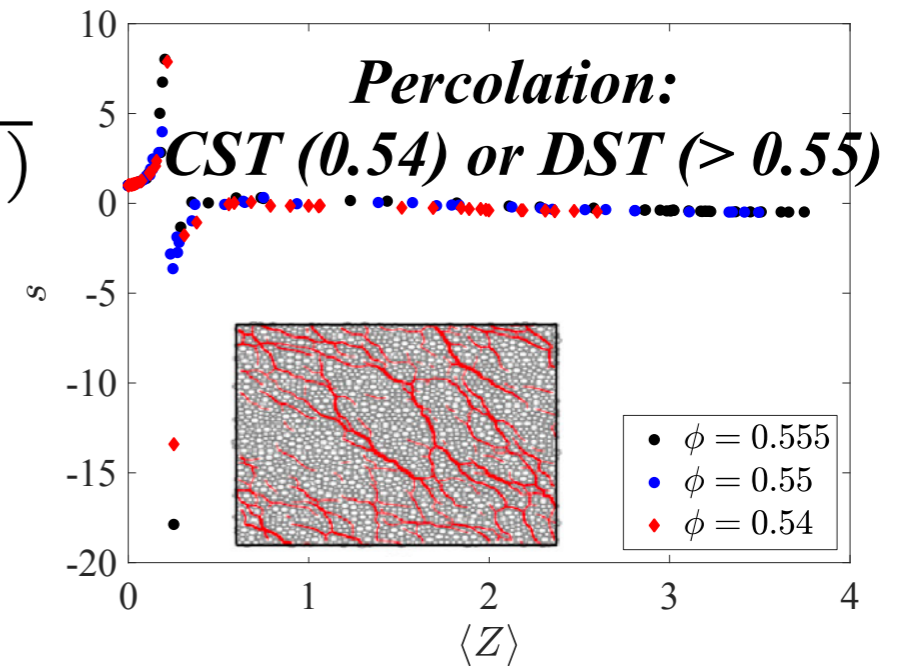 Percolation:
CST (0.54) or DST (> 0.55)
)
10
5
0
-5
-10
-15
-20
s
0 1 2 3 4
⟨Z⟩
ϕ = 0.555
ϕ = 0.55
ϕ = 0.54